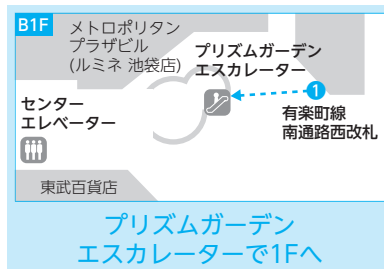 B1F
メトロポリタン
プラザビル
(ルミネ 池袋店)
プリズムガーデン
エスカレーター
1
有楽町線
南通路西改札
センター
エレベーター
東武百貨店
プリズムガーデン
エスカレーターで1Fへ